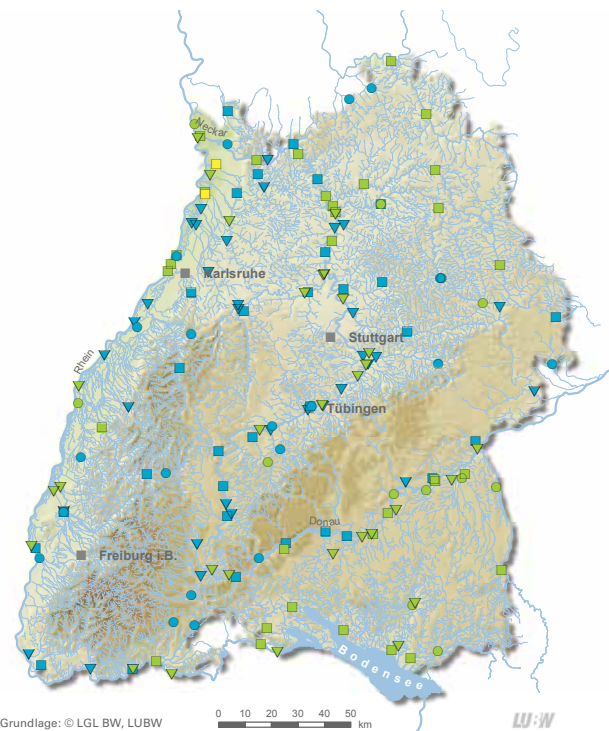 Neckar
Karlsruhe
Stuttgart
Rhein
Tübingen
Donau
Freiburg i.B.
Bodensee
Grundlage: © LGL BW, LUBW
0 10 20 30 40 50
km
LU:W